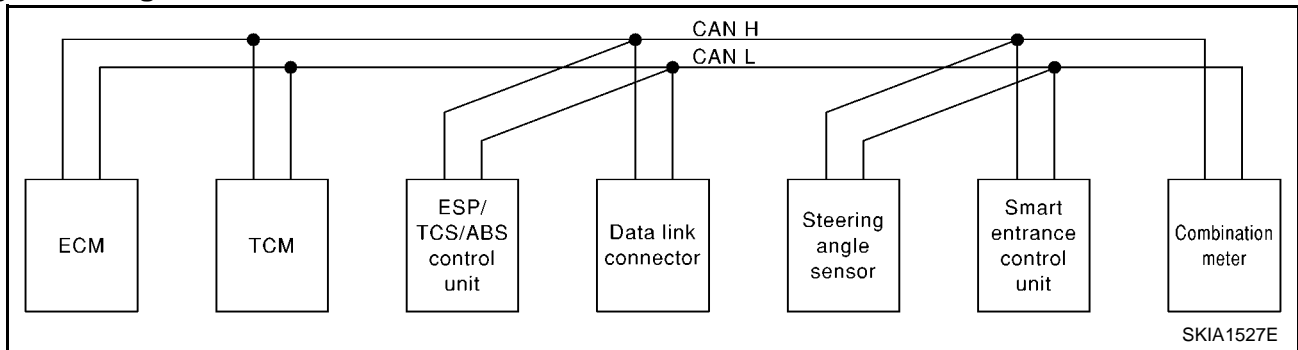 CAN H
CAN L
ECM
TCM
ESP/
TCS/ABS
control
unit
Data link
connector
Steering
angle
sensor
Smart
entrance
control
unit
Combination
meter
SKIA1527E